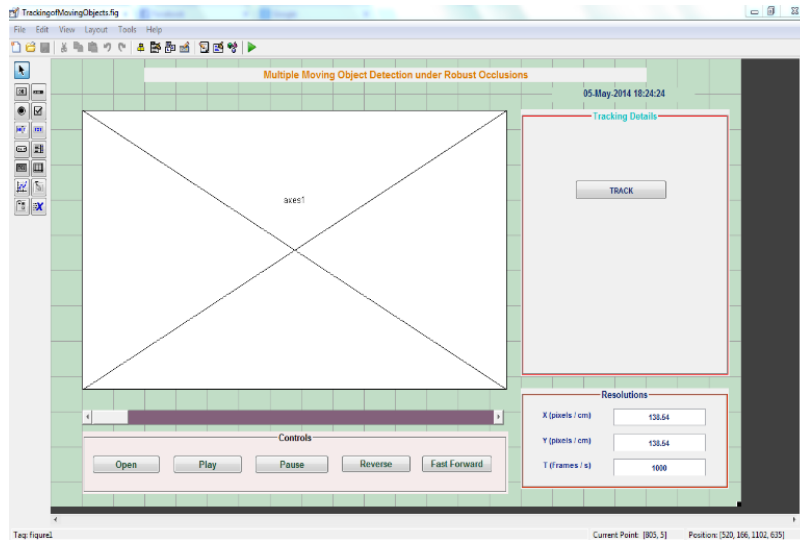 TrackingofMovingObjects.fig
File Edit View Layout Tools Help
Multiple Moving Object Detection under Robust Occlusions
05-May-2014 18:24:24
Tracking Details
TRACK
axes1
Resolutions
X (pixels / cm) 138.54
Y (pixels / cm) 138.54
T (Frames / s) 1000
Controls
Open Play Pause Reverse Fast Forward
Tag: figure1 Current Point: [805, 5] Position: [520, 166, 1102, 635]